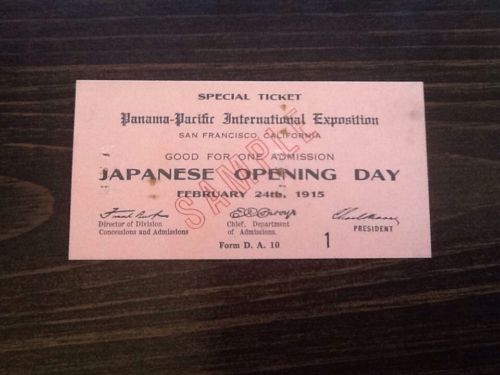 SPECIAL TICKET
Panama-Pacific International Exposition
SAN FRANCISCO, CALIFORNIA
GOOD FOR ONE ADMISSION
JAPANESE OPENING DAY
FEBRUARY 24th, 1915
SAMPLE
Director of Division
Concessions and Admissions
Chief, Department
of Admissions.
PRESIDENT
Form D. A. 10
1